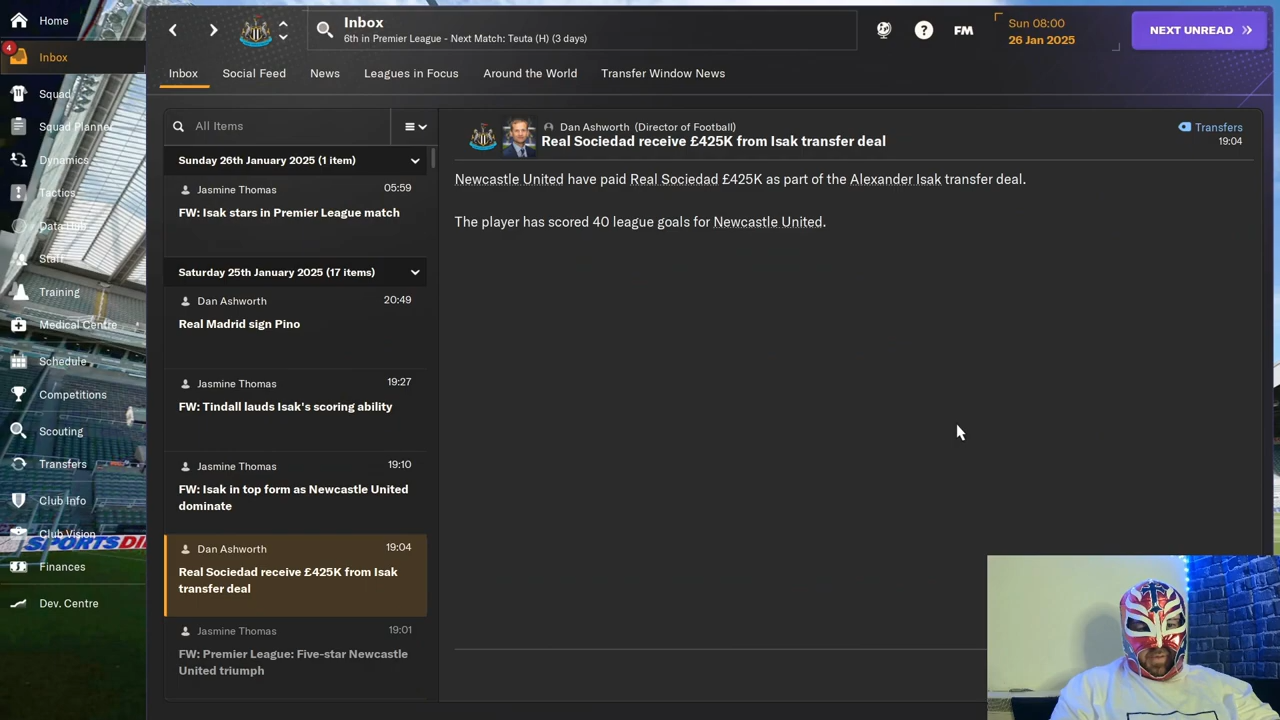 Home
4
Inbox
Squad
Squad Planner
Dynamics
Tactics
Data Hub
Staff
Training
Medical Centre
Schedule
Competitions
Scouting
Transfers
Club Info
Club Vision
SPORTS DI
Finances
Dev. Centre
Inbox
6th in Premier League - Next Match: Teuta (H) (3 days)
?
FM
Sun 08:00
26 Jan 2025
NEXT UNREAD
Inbox Social Feed News Leagues in Focus Around the World Transfer Window News
All Items
Sunday 26th January 2025 (1 item)
Jasmine Thomas 05:59
FW: Isak stars in Premier League match
Saturday 25th January 2025 (17 items)
Dan Ashworth 20:49
Real Madrid sign Pino
Jasmine Thomas 19:27
FW: Tindall lauds Isak's scoring ability
Jasmine Thomas 19:10
FW: Isak in top form as Newcastle United
dominate
Dan Ashworth 19:04
Real Sociedad receive £425K from Isak
transfer deal
Jasmine Thomas 19:01
FW: Premier League: Five-star Newcastle
United triumph
Dan Ashworth (Director of Football)
Real Sociedad receive £425K from Isak transfer deal
Transfers
19:04
Newcastle United have paid Real Sociedad £425K as part of the Alexander Isak transfer deal.
The player has scored 40 league goals for Newcastle United.